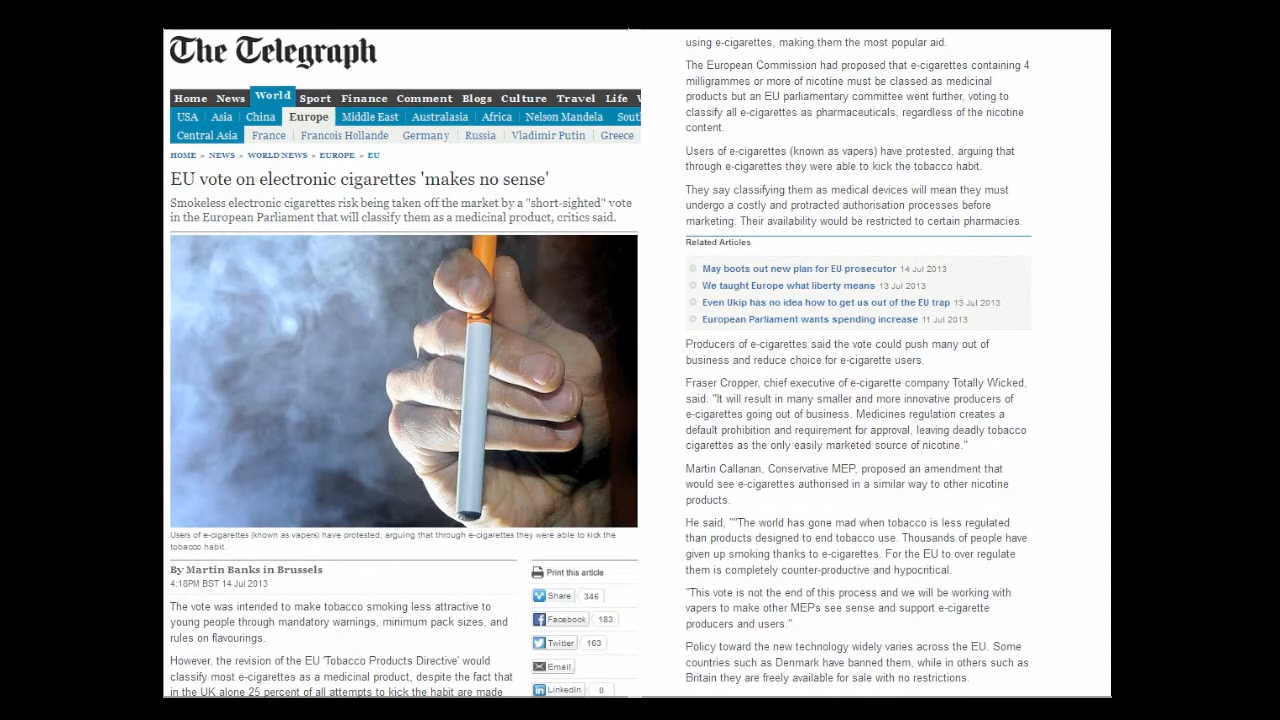 The Telegraph
Home News World Sport Finance Comment Blogs Culture Travel Life
USA Asia China Europe Middle East Australasia Africa Nelson Mandela
Central Asia France Francois Hollande Germany Russia Vladimir Putin Greece
HOME » NEWS » WORLD NEWS » EUROPE » EU
EU vote on electronic cigarettes 'makes no sense'
Smokeless electronic cigarettes risk being taken off the market by a "short-sighted" vote
in the European Parliament that will classify them as a medicinal product, critics said.
Users of e-cigarettes (known as vapers) have protested, arguing that through e-cigarettes they were able to kick the
tobacco habit.
By Martin Banks in Brussels
4:18PM BST 14 Jul 2013
The vote was intended to make tobacco smoking less attractive to
young people through mandatory warnings, minimum pack sizes, and
rules on flavourings.
However, the revision of the EU 'Tobacco Products Directive' would
classify most e-cigarettes as a medicinal product, despite the fact that
in the UK alone 25 percent of all attempts to kick the habit are made
Print this article
Share 346
Facebook 183
Twitter 163
Email
LinkedIn 0
using e-cigarettes, making them the most popular aid.
The European Commission had proposed that e-cigarettes containing 4
milligrammes or more of nicotine must be classed as medicinal
products but an EU parliamentary committee went further, voting to
classify all e-cigarettes as pharmaceuticals, regardless of the nicotine
content.
Users of e-cigarettes (known as vapers) have protested, arguing that
through e-cigarettes they were able to kick the tobacco habit.
They say classifying them as medical devices will mean they must
undergo a costly and protracted authorisation processes before
marketing. Their availability would be restricted to certain pharmacies.
Related Articles
May boots out new plan for EU prosecutor 14 Jul 2013
We taught Europe what liberty means 13 Jul 2013
Even Ukip has no idea how to get us out of the EU trap 13 Jul 2013
European Parliament wants spending increase 11 Jul 2013
Producers of e-cigarettes said the vote could push many out of
business and reduce choice for e-cigarette users.
Fraser Cropper, chief executive of e-cigarette company Totally Wicked,
said: "It will result in many smaller and more innovative producers of
e-cigarettes going out of business. Medicines regulation creates a
default prohibition and requirement for approval, leaving deadly tobacco
cigarettes as the only easily marketed source of nicotine."
Martin Callanan, Conservative MEP, proposed an amendment that
would see e-cigarettes authorised in a similar way to other nicotine
products.
He said, ""The world has gone mad when tobacco is less regulated
than products designed to end tobacco use. Thousands of people have
given up smoking thanks to e-cigarettes. For the EU to over regulate
them is completely counter-productive and hypocritical.
"This vote is not the end of this process and we will be working with
vapers to make other MEPs see sense and support e-cigarette
producers and users."
Policy toward the new technology widely varies across the EU. Some
countries such as Denmark have banned them, while in others such as
Britain they are freely available for sale with no restrictions.